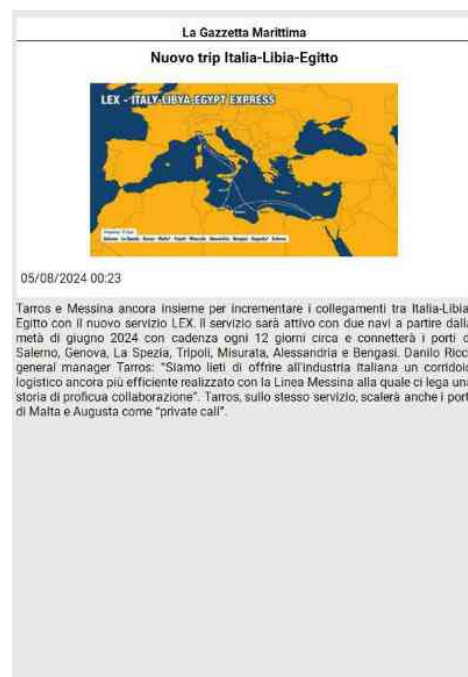 La Gazzetta Marittima
Nuovo trip Italia-Libia-Egitto
LEX - ITALY-LIBYA-EGYPT EXPRESS
05/08/2024 00:23
Tarros e Messina ancora insieme per incrementare i collegamenti tra Italia-Libia
Egitto con il nuovo servizio LEX. Il servizio sarà attivo con due navi a partire dalla
metà di giugno 2024 con cadenza ogni 12 giorni circa e connetterà i porti d
Salerno, Genova, La Spezia, Tripoli, Misurata, Alessandria e Bengasi. Danilo Ricci
general manager Tarros: "Siamo lieti di offrire all'industria italiana un corridoio
logistico ancora più efficiente realizzato con la Linea Messina alla quale ci lega una
storia di proficua collaborazione". Tarros, sullo stesso servizio, scalerà anche i port
di Malta e Augusta come "private call".